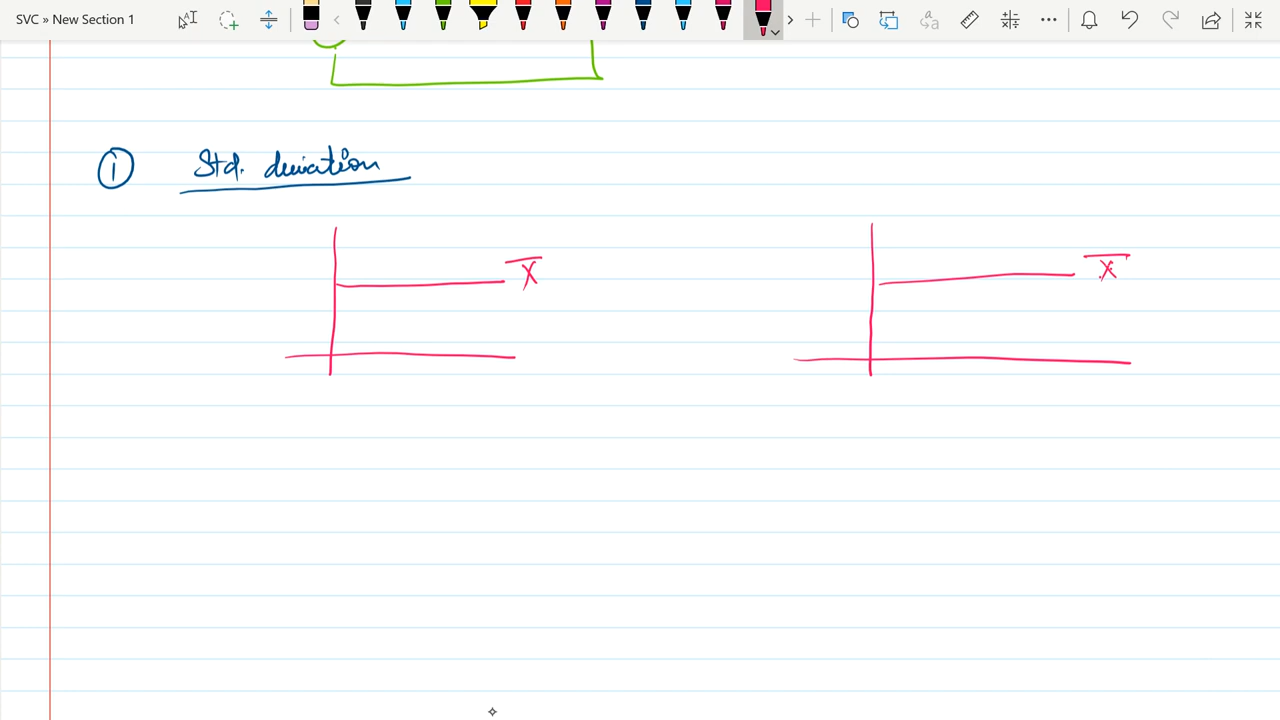 SVC » New Section 1
① Std. deviation
X̅ X̅